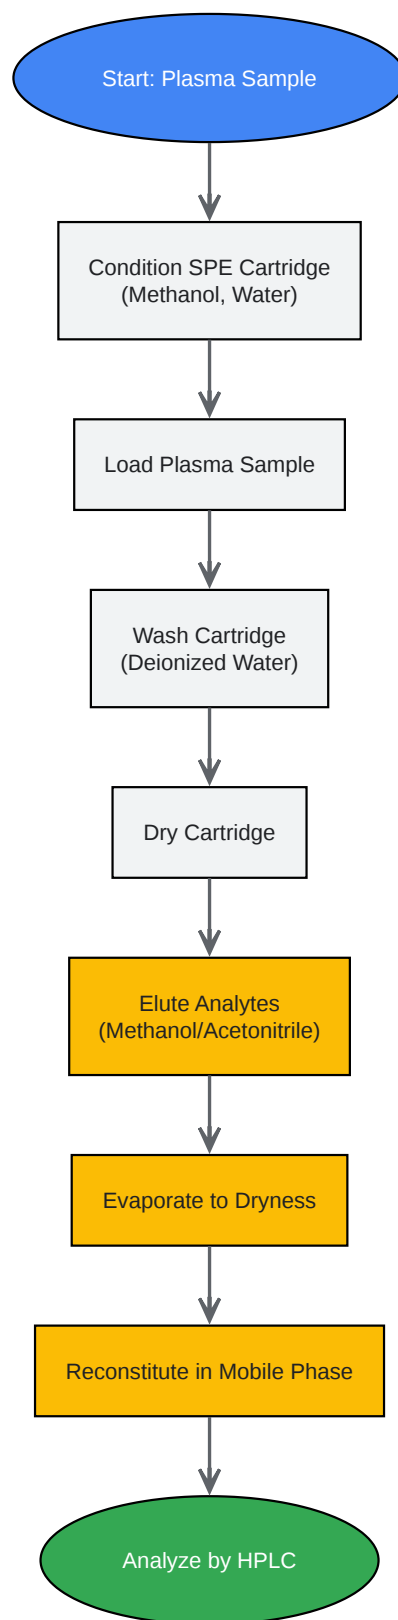 Start: Plasma Sample
Condition SPE Cartridge
(Methanol, Water)
Load Plasma Sample
Wash Cartridge
(Deionized Water)
Dry Cartridge
Elute Analytes
(Methanol/Acetonitrile)
Evaporate to Dryness
Reconstitute in Mobile Phase
Analyze by HPLC